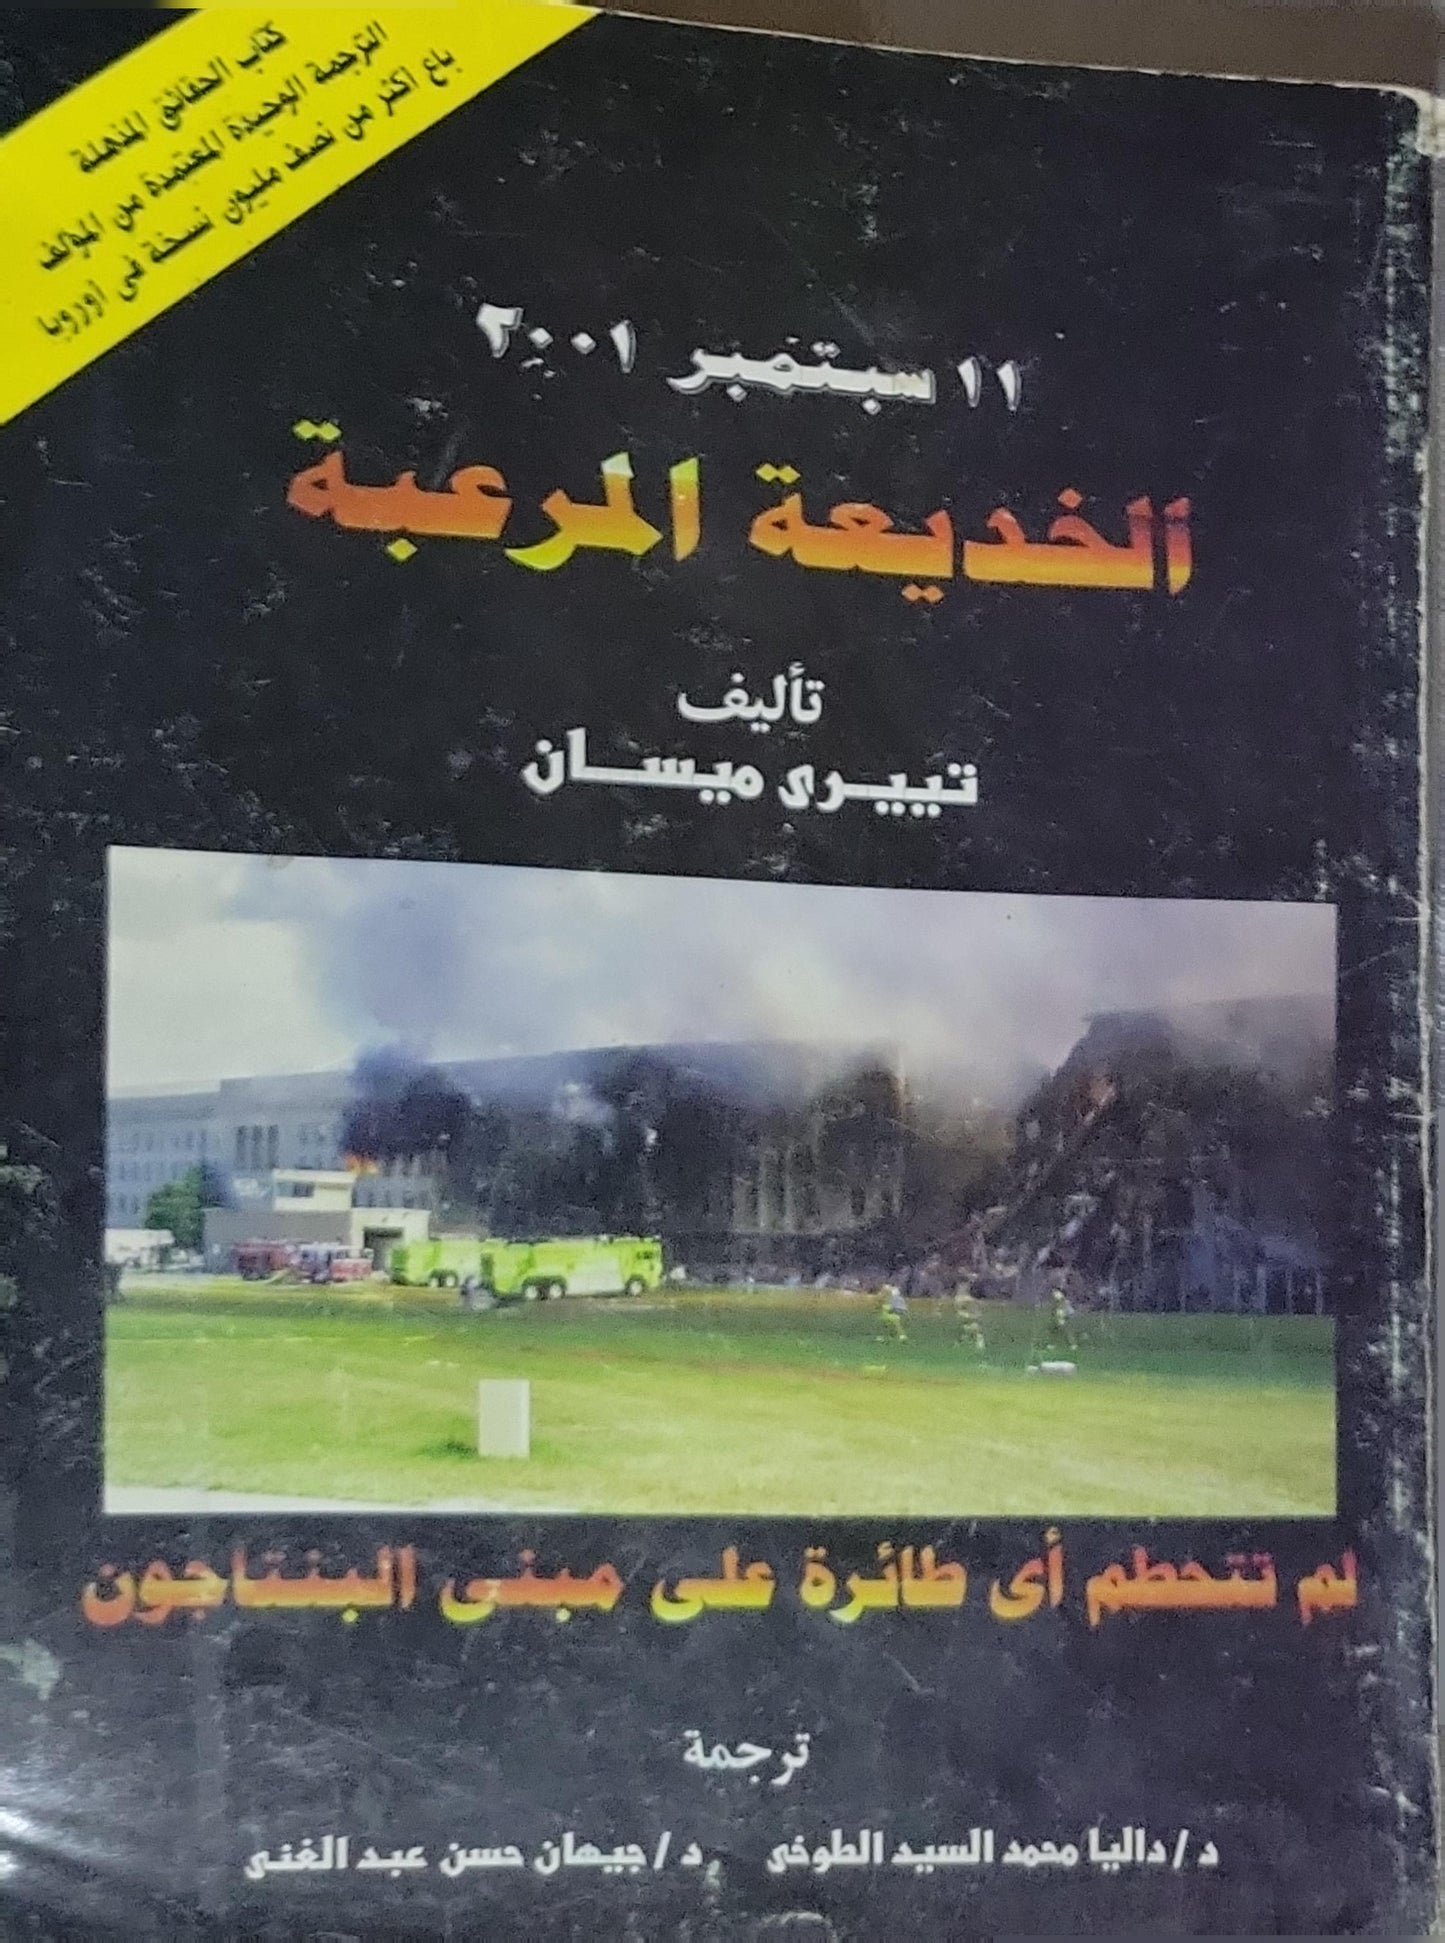 كتاب الحقائق المذهلة
الترجمة الوحيدة المعتمدة من المؤلف
باع أكثر من نصف مليون نسخة فى أوروبا
١١ سبتمبر ٢٠٠١
الخديعة المرعبة
تأليف
تييرى ميسان
لم تتحطم أى طائرة على مبنى البنتاجون
ترجمة
د/داليا محمد السيد الطوخى د/جيهان حسن عبد الغنى